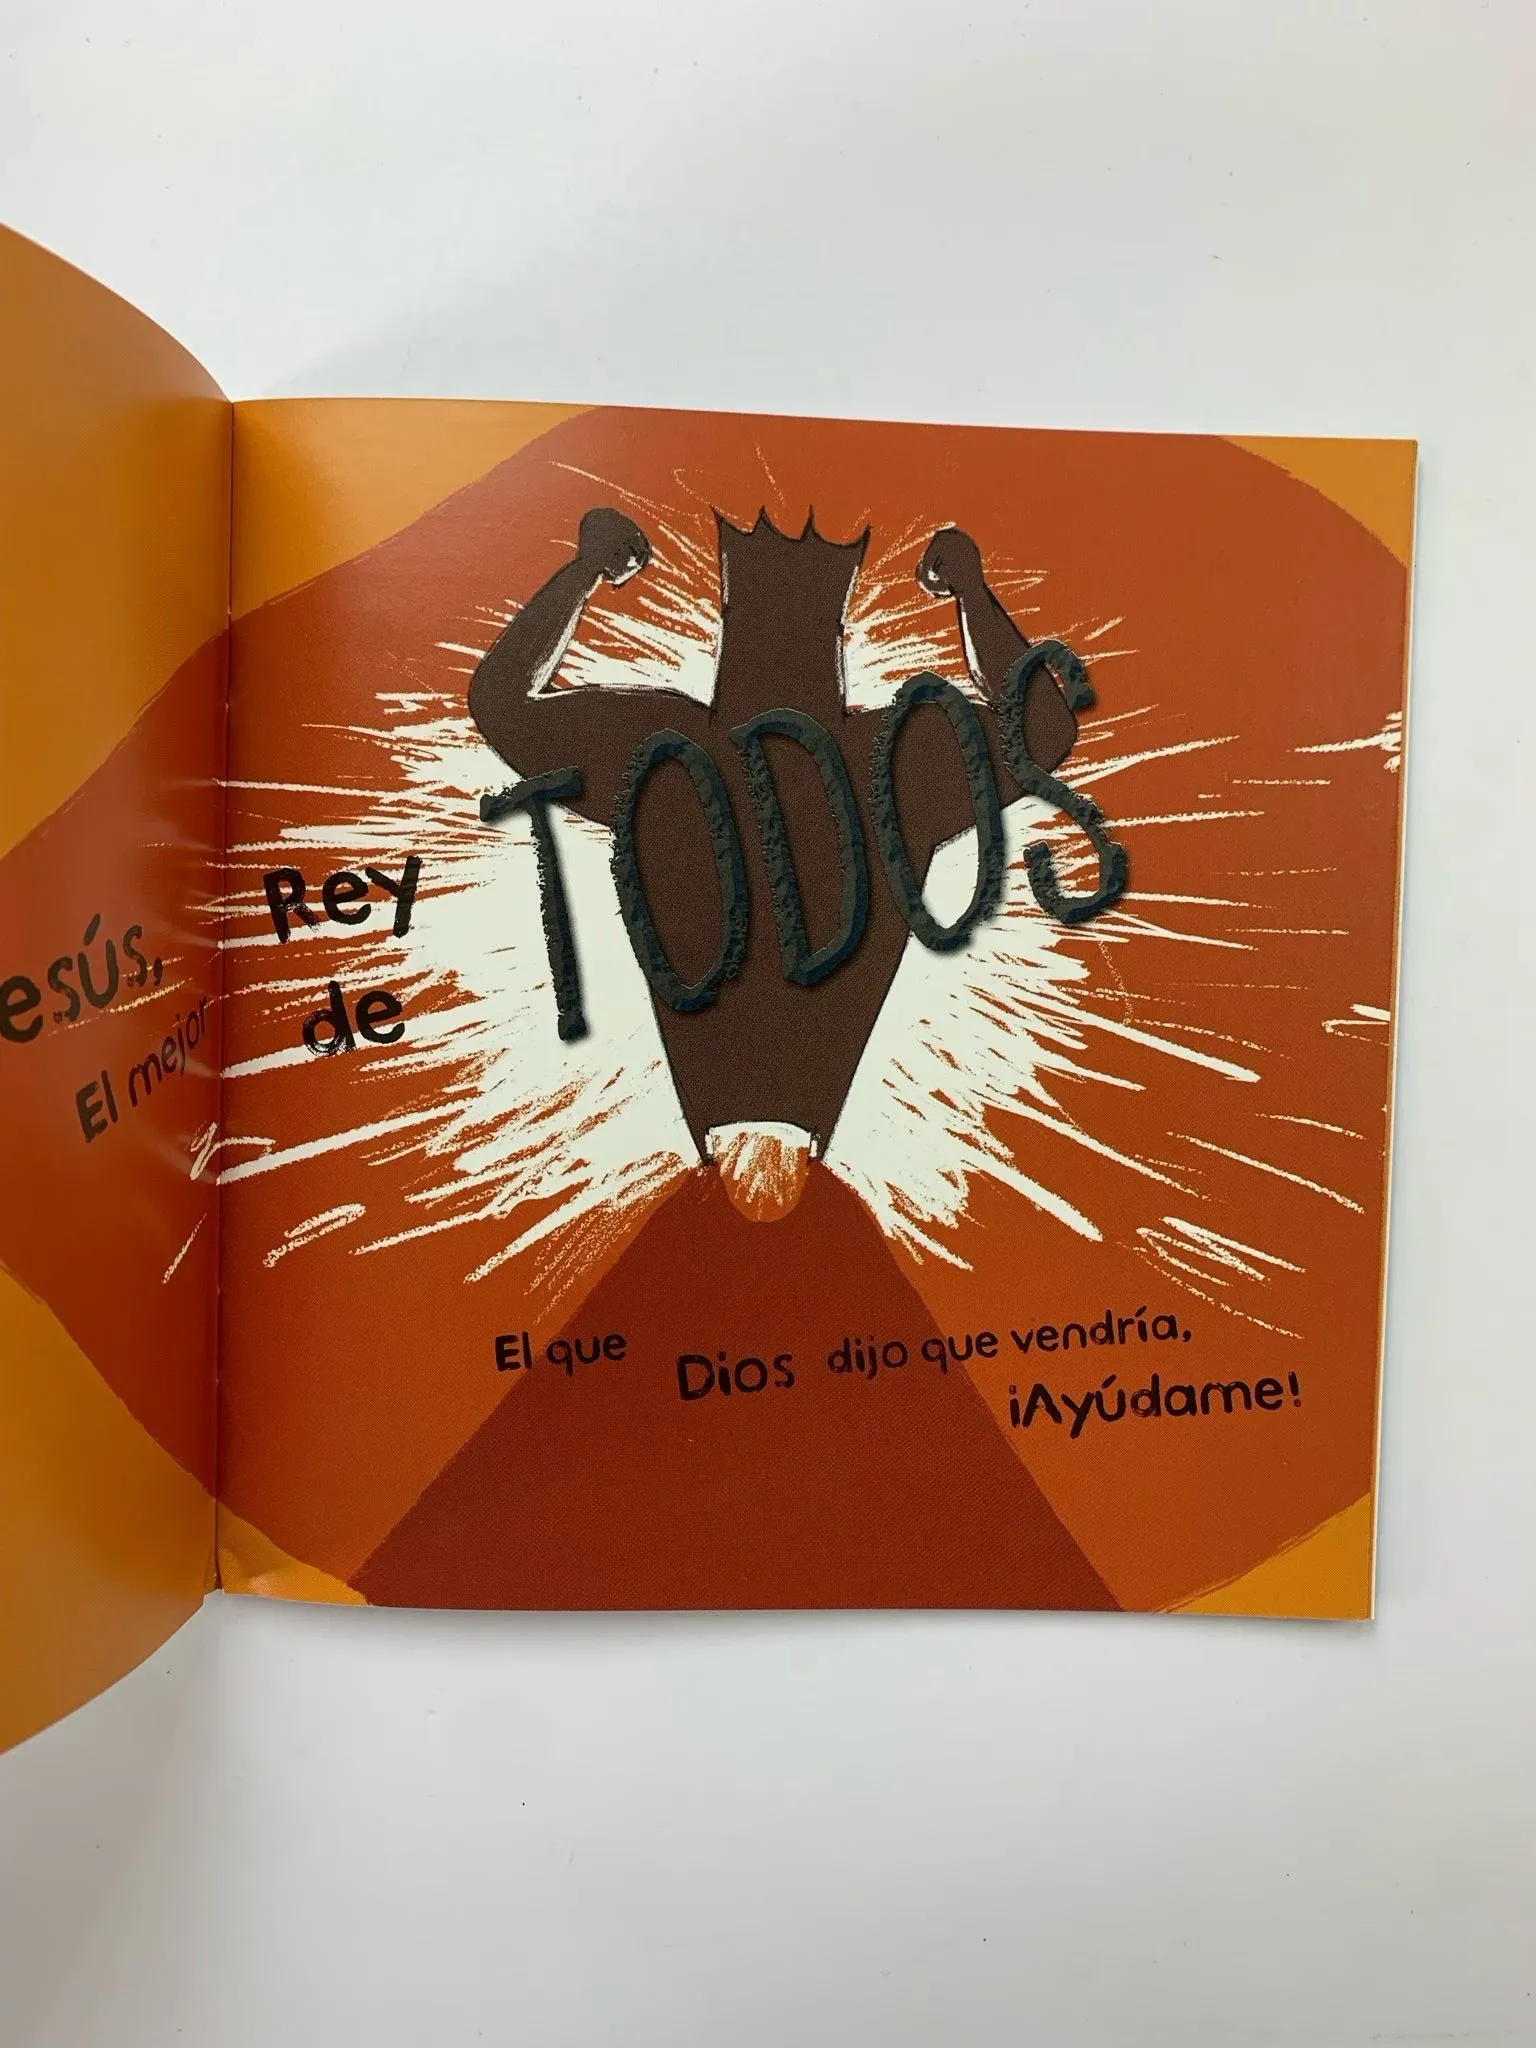 esús,
El mejor
Rey
de
TODOS
El que Dios dijo que vendría,
¡Ayúdame!